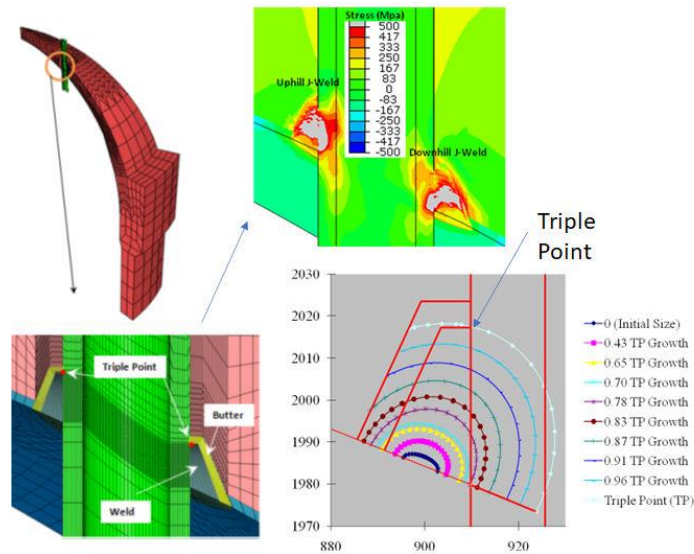 Stress (Mpa)
500
417
333
250
167
83
0
-83
-167
-250
-333
-417
-500
Uphill J-Weld
Downhill J-Weld
Triple Point
Butter
Weld
Triple
Point
2030
2020
2010
2000
1990
1980
1970
880
900
920
0 (Initial Size)
0.43 TP Growth
0.65 TP Growth
0.70 TP Growth
0.78 TP Growth
0.83 TP Growth
0.87 TP Growth
0.91 TP Growth
0.96 TP Growth
Triple Point (TP)